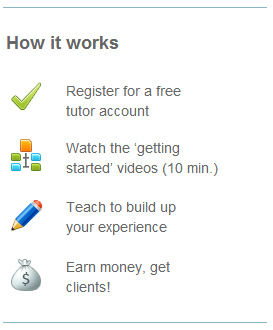 How it works
Register for a free
tutor account
Watch the ‘getting
started’ videos (10 min.)
Teach to build up
your experience
Earn money, get
clients!